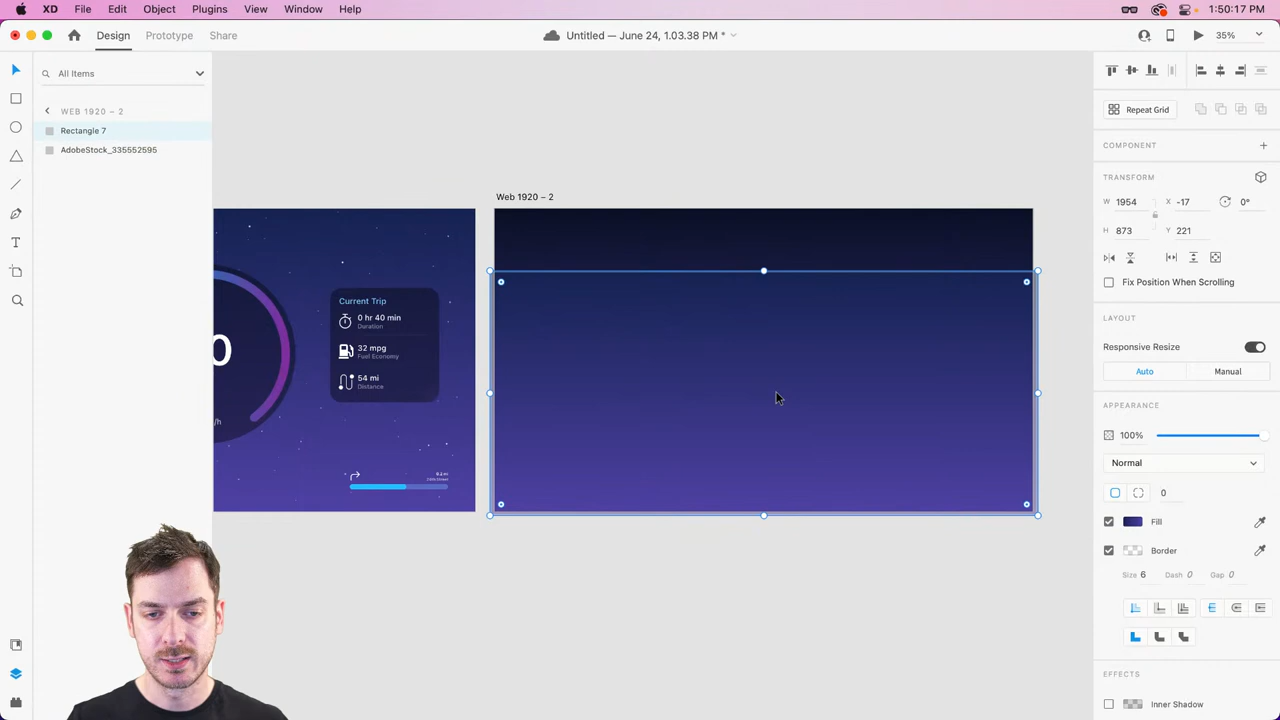 XD File Edit Object Plugins View Window Help 1:50:17 PM
Design Prototype Share Untitled — June 24, 1.03.38 PM * 35%
All Items
WEB 1920 – 2
Rectangle 7
AdobeStock_335552595
Web 1920 – 2
Current Trip
0 hr 40 min
Duration
32 mpg
Fuel Economy
54 mi
Distance
0
/h
Repeat Grid
COMPONENT
TRANSFORM
W 1954 X -17 0°
H 873 Y 221
Fix Position When Scrolling
LAYOUT
Responsive Resize
Auto Manual
APPEARANCE
100%
Normal
0
Fill
Border
Size 6 Dash 0 Gap 0
EFFECTS
Inner Shadow